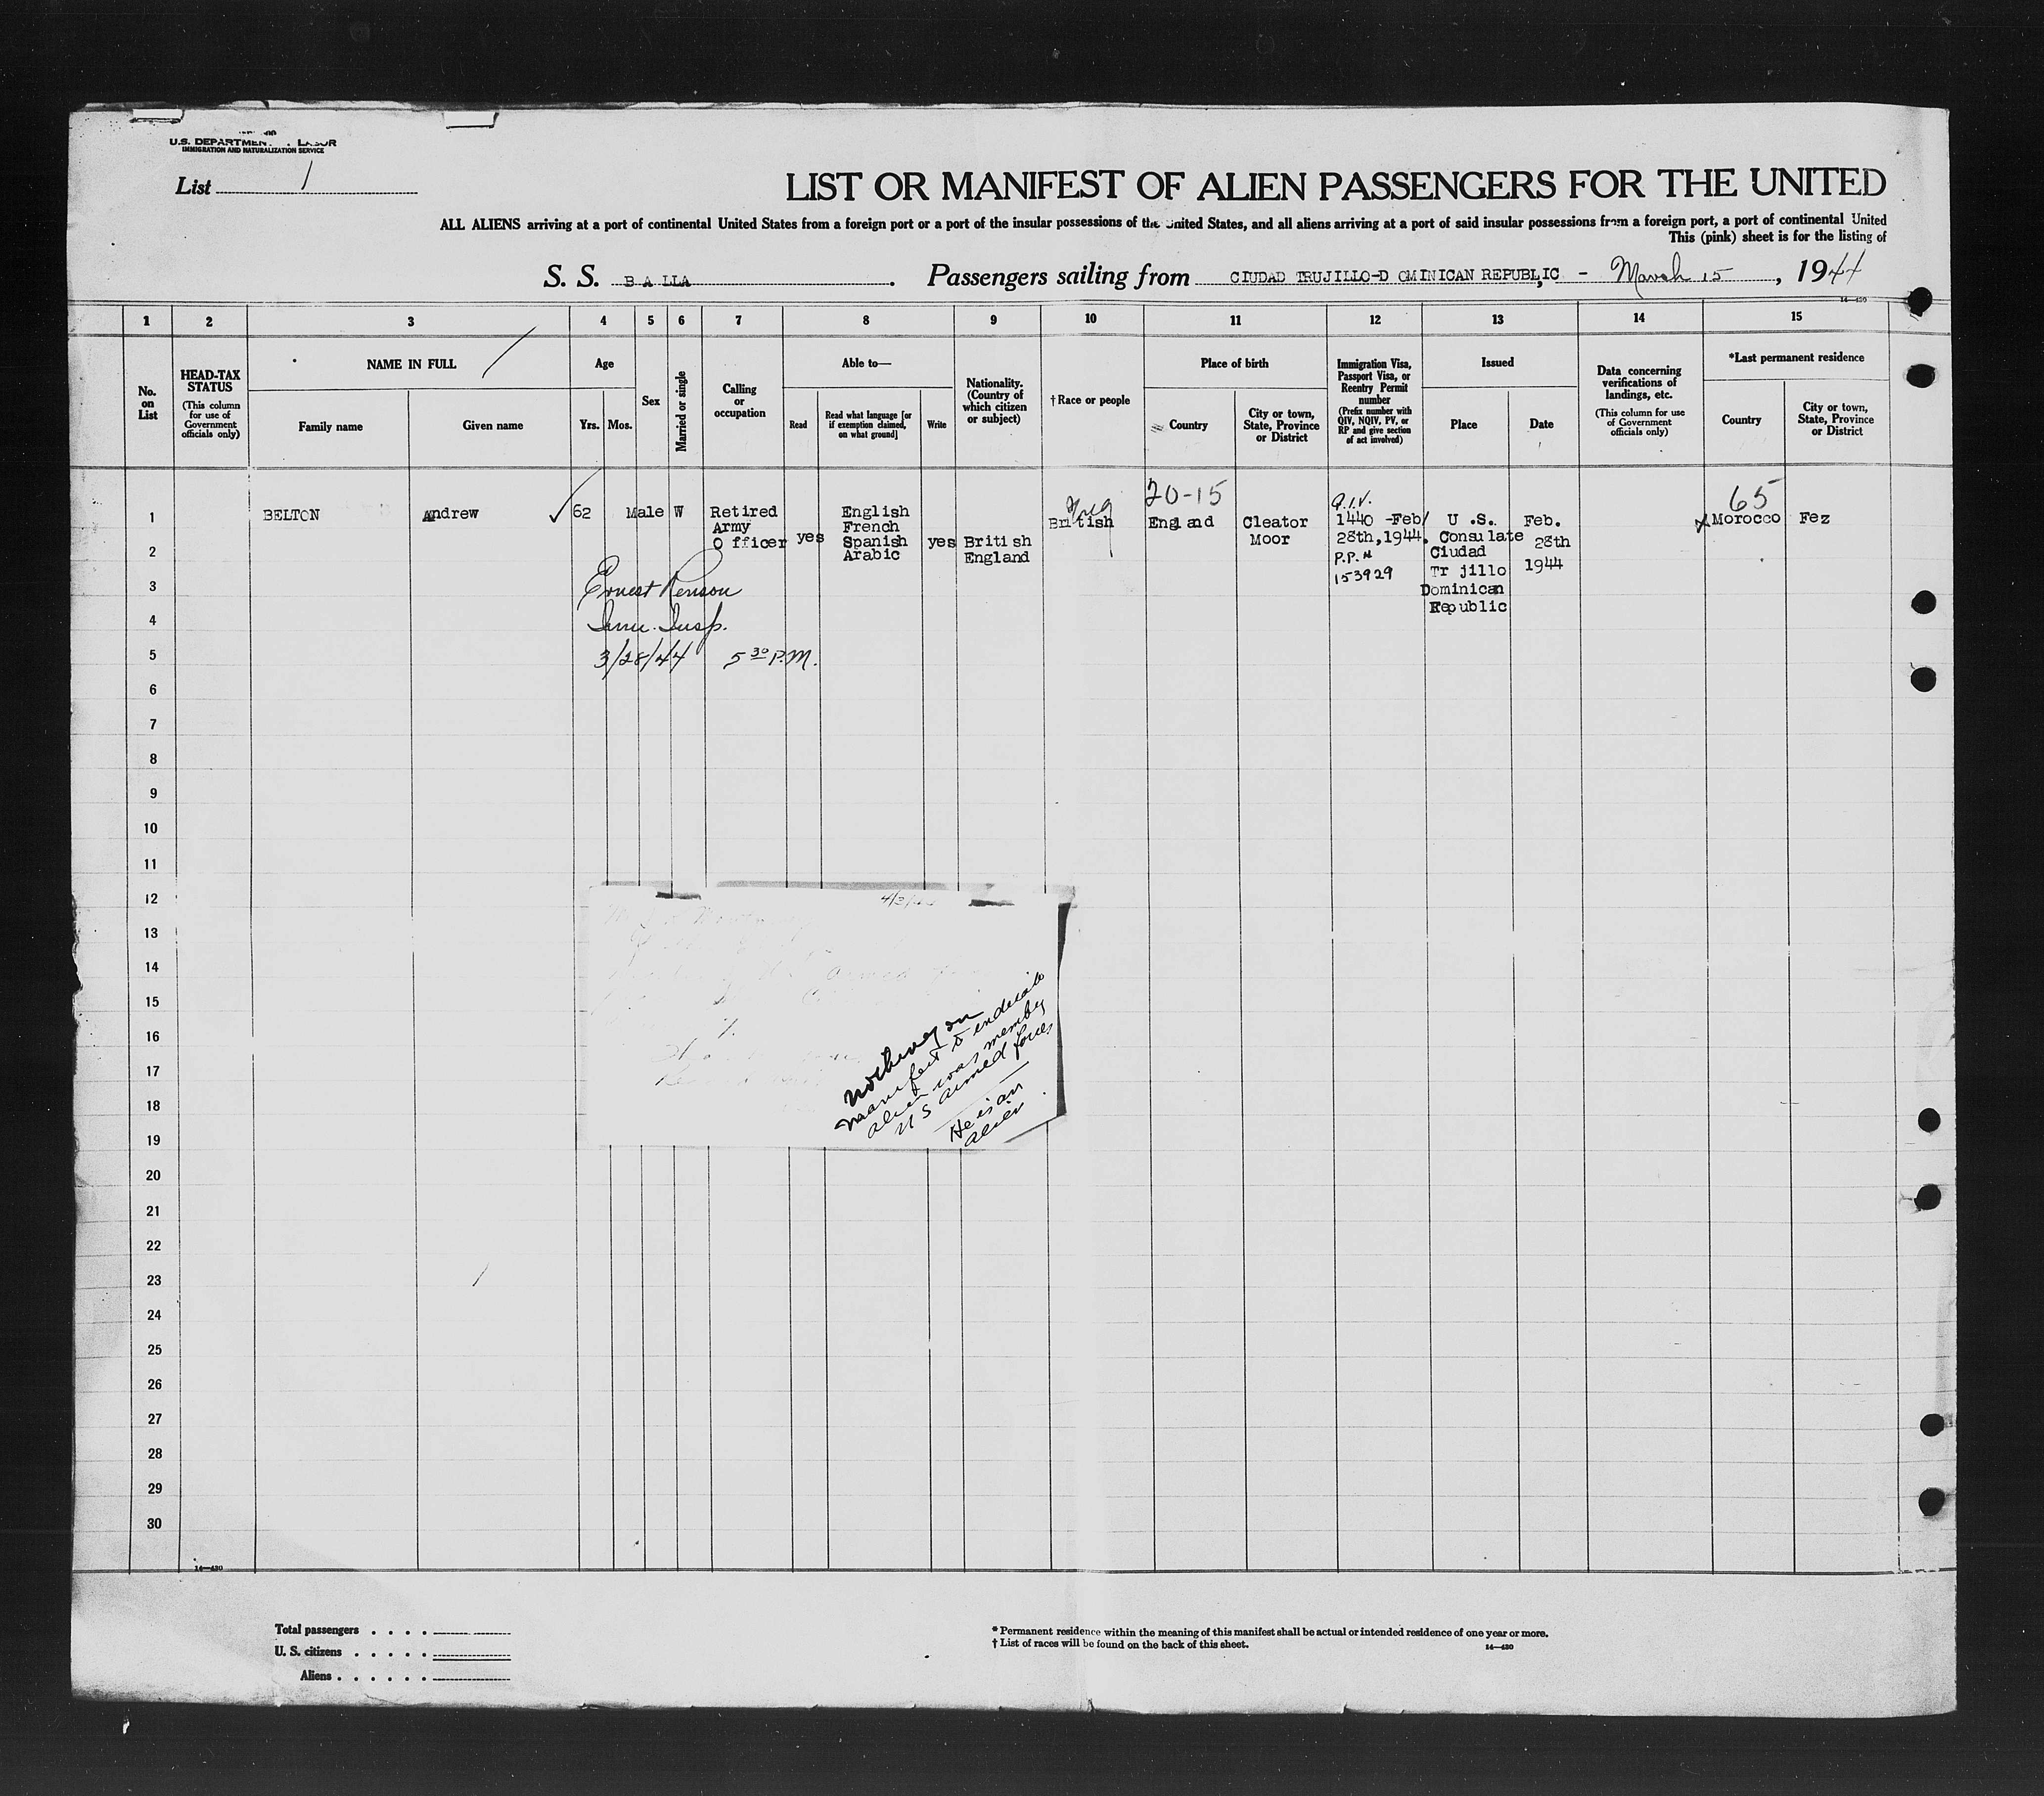 U.S. DEPARTMENT LABOR
IMMIGRATION AND NATURALIZATION SERVICE
List 1
LIST OR MANIFEST OF ALIEN PASSENGERS FOR THE UNITED
ALL ALIENS arriving at a port of continental United States from a foreign port or a port of the insular possessions of the United States, and all aliens arriving at a port of said insular possessions from a foreign port, a port of continental United
This (pink) sheet is for the listing of
S. S. BALLA . Passengers sailing from CIUDAD TRUJILLO-DOMINICAN REPUBLIC, - March 15, 1944
14—420
1 2 3 4 5 6 7 8 9 10 11 12 13 14 15
No. on List
HEAD-TAX STATUS
(This column for use of Government officials only)
NAME IN FULL
Family name
Given name
Age
Yrs. Mos.
Sex
Married or single
Calling or occupation
Able to—
Read
Read what language [or if exemption claimed, on what ground]
Write
Nationality. (Country of which citizen or subject)
†Race or people
Place of birth
Country
City or town, State, Province or District
Immigration Visa, Passport Visa, or Reentry Permit number
(Prefix number with QIV, NQIV, PV, or RP and give section of act involved)
Issued
Place
Date
Data concerning verifications of landings, etc.
(This column for use of Government officials only)
*Last permanent residence
Country
City or town, State, Province or District
1 BELTON Andrew ✓ 62 Male W
Retired
Army
Officer
yes
English
French
Spanish
Arabic
yes
British
England
Eng
British
20-15
England
Cleator
Moor
Q.I.V.
1440 -Feb/
28th,1944.
P.P. #
153929
U.S.
Consulate
Ciudad
Tr jillo
Dominican
Republic
Feb.
28th
1944
65
Morocco
Fez
2
3
4
5
Ernest Renson
Imm. Insp.
3/28/44 5 30 P.M.
6
7
8
9
10
11
12
13
14
15
16
17
18
19
20
21
22
23
24
25
26
27
28
29
30
nothing on
manifest to indicate
alien was member
U S armed forces
He is an
alien
14—420
Total passengers . . . .
U. S. citizens . . . . .
Aliens . . . . . .
* Permanent residence within the meaning of this manifest shall be actual or intended residence of one year or more.
† List of races will be found on the back of this sheet.
14—420